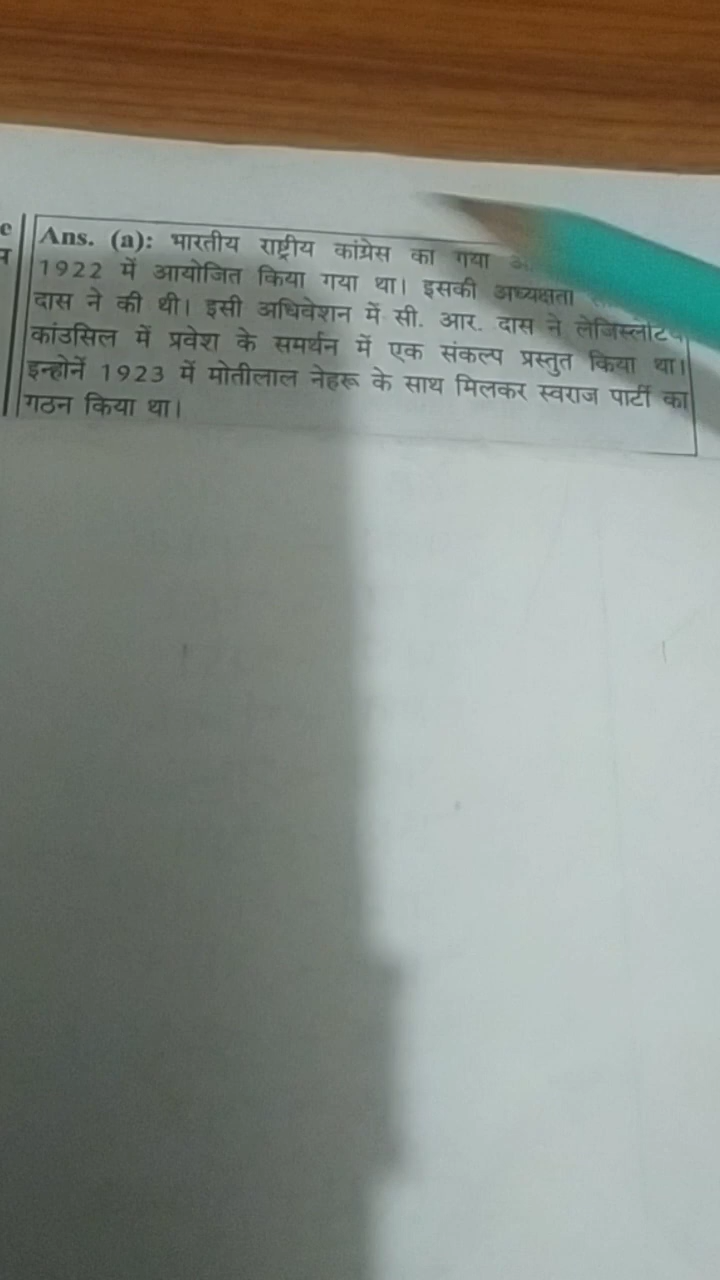 Ans. (a): भारतीय राष्ट्रीय कांग्रेस का गया
1922 में आयोजित किया गया था। इसकी अध्यक्षता
दास ने की थी। इसी अधिवेशन में सी. आर. दास ने
कांउसिल में प्रवेश के समर्थन में एक संकल्प प्रस्तुत किया था।
इन्होनें 1923 में मोतीलाल नेहरू के साथ मिलकर स्वराज पार्टी का
गठन किया था।